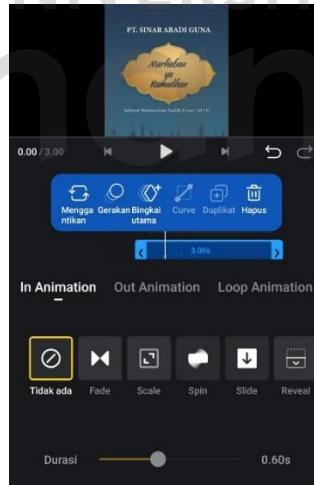 PT. SINAR ABADI GUNA
Marhaban
ya
Ramadhan
0.00 / 3.00
Mengga
ntikan
Gerakan
Bingkai
utama
Curve
Duplikat
Hapus
3.00s
In Animation
Out Animation
Loop Animation
Tidak ada
Fade
Scale
Spin
Slide
Reveal
Durasi
0.60s